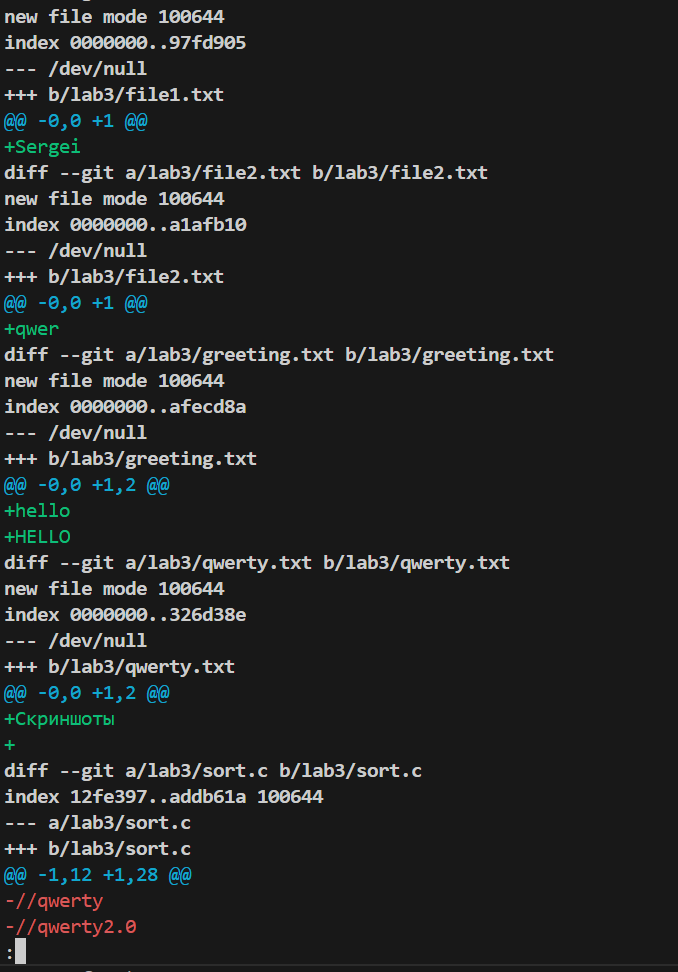 new file mode 100644
index 0000000..97fd905
--- /dev/null
+++ b/lab3/file1.txt
@@ -0,0 +1 @@
+Sergei
diff --git a/lab3/file2.txt b/lab3/file2.txt
new file mode 100644
index 0000000..a1afb10
--- /dev/null
+++ b/lab3/file2.txt
@@ -0,0 +1 @@
+qwer
diff --git a/lab3/greeting.txt b/lab3/greeting.txt
new file mode 100644
index 0000000..afecd8a
--- /dev/null
+++ b/lab3/greeting.txt
@@ -0,0 +1,2 @@
+hello
+HELLO
diff --git a/lab3/qwerty.txt b/lab3/qwerty.txt
new file mode 100644
index 0000000..326d38e
--- /dev/null
+++ b/lab3/qwerty.txt
@@ -0,0 +1,2 @@
+Скриншоты
+
diff --git a/lab3/sort.c b/lab3/sort.c
index 12fe397..addb61a 100644
--- a/lab3/sort.c
+++ b/lab3/sort.c
@@ -1,12 +1,28 @@
-//qwerty
-//qwerty2.0
: